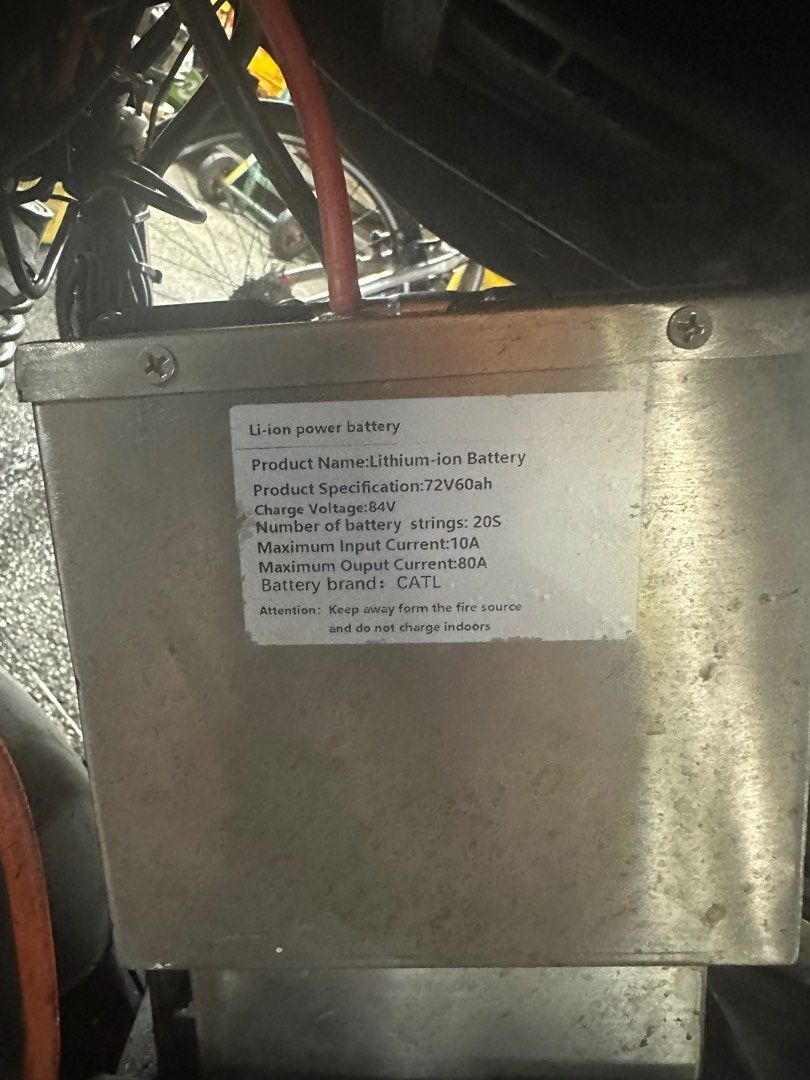 Li-ion power battery
Product Name:Lithium-ion Battery
Product Specification:72V60ah
Charge Voltage:84V
Number of battery strings: 20S
Maximum Input Current:10A
Maximum Ouput Current:80A
Battery brand: CATL
Attention: Keep away form the fire source
and do not charge indoors